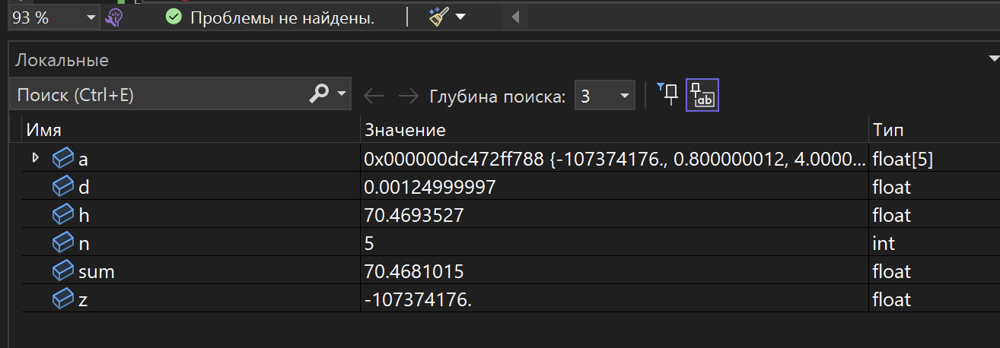 93 % Проблемы не найдены.
Локальные
Поиск (Ctrl+E) Глубина поиска: 3
Имя Значение Тип
a 0x000000dc472ff788 {-107374176., 0.800000012, 4.0000... float[5]
d 0.00124999997 float
h 70.4693527 float
n 5 int
sum 70.4681015 float
z -107374176. float